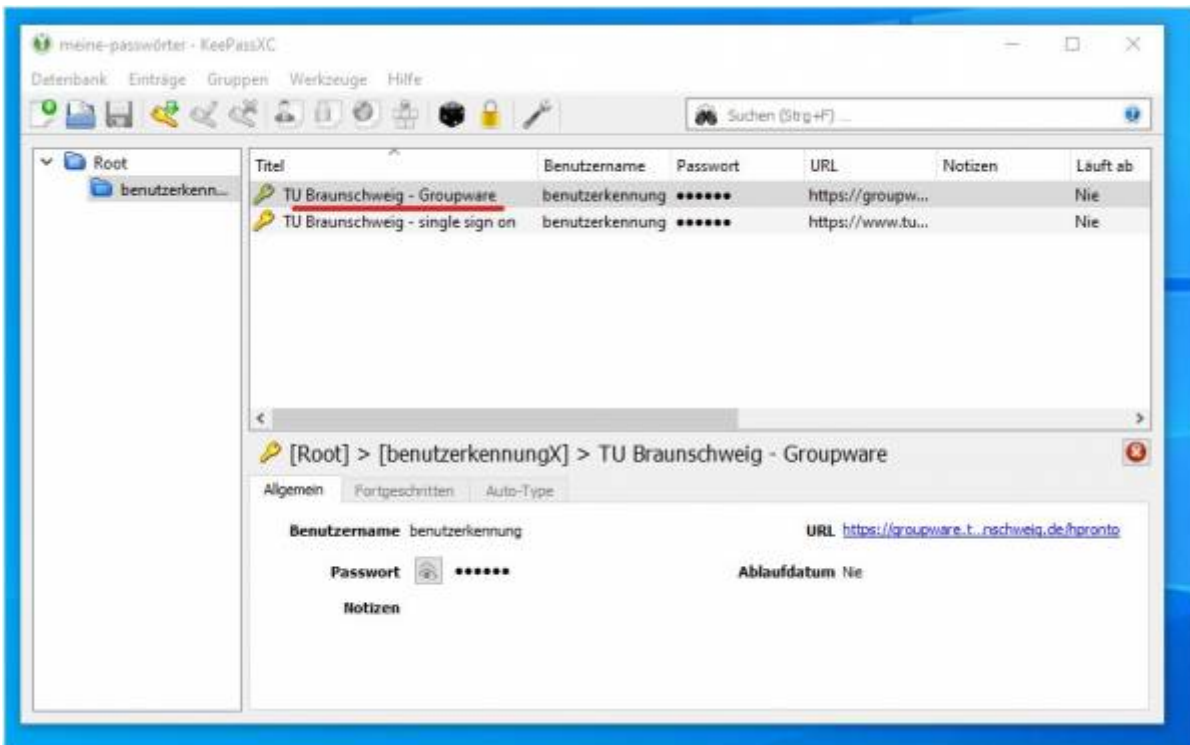 meine-passwörter - KeePassXC
Datenbank Einträge Gruppen Werkzeuge Hilfe
Suchen (Strg+F) ...
Root
benutzerkenn...
Titel Benutzername Passwort URL Notizen Läuft ab
TU Braunschweig - Groupware benutzerkennung ●●●●●● https://groupw... Nie
TU Braunschweig - single sign on benutzerkennung ●●●●●● https://www.tu... Nie
[Root] > [benutzerkennungX] > TU Braunschweig - Groupware
Allgemein Fortgeschritten Auto-Type
Benutzername benutzerkennung URL https://groupware.t...nschweig.de/hpronto
Passwort ●●●●●● Ablaufdatum Nie
Notizen